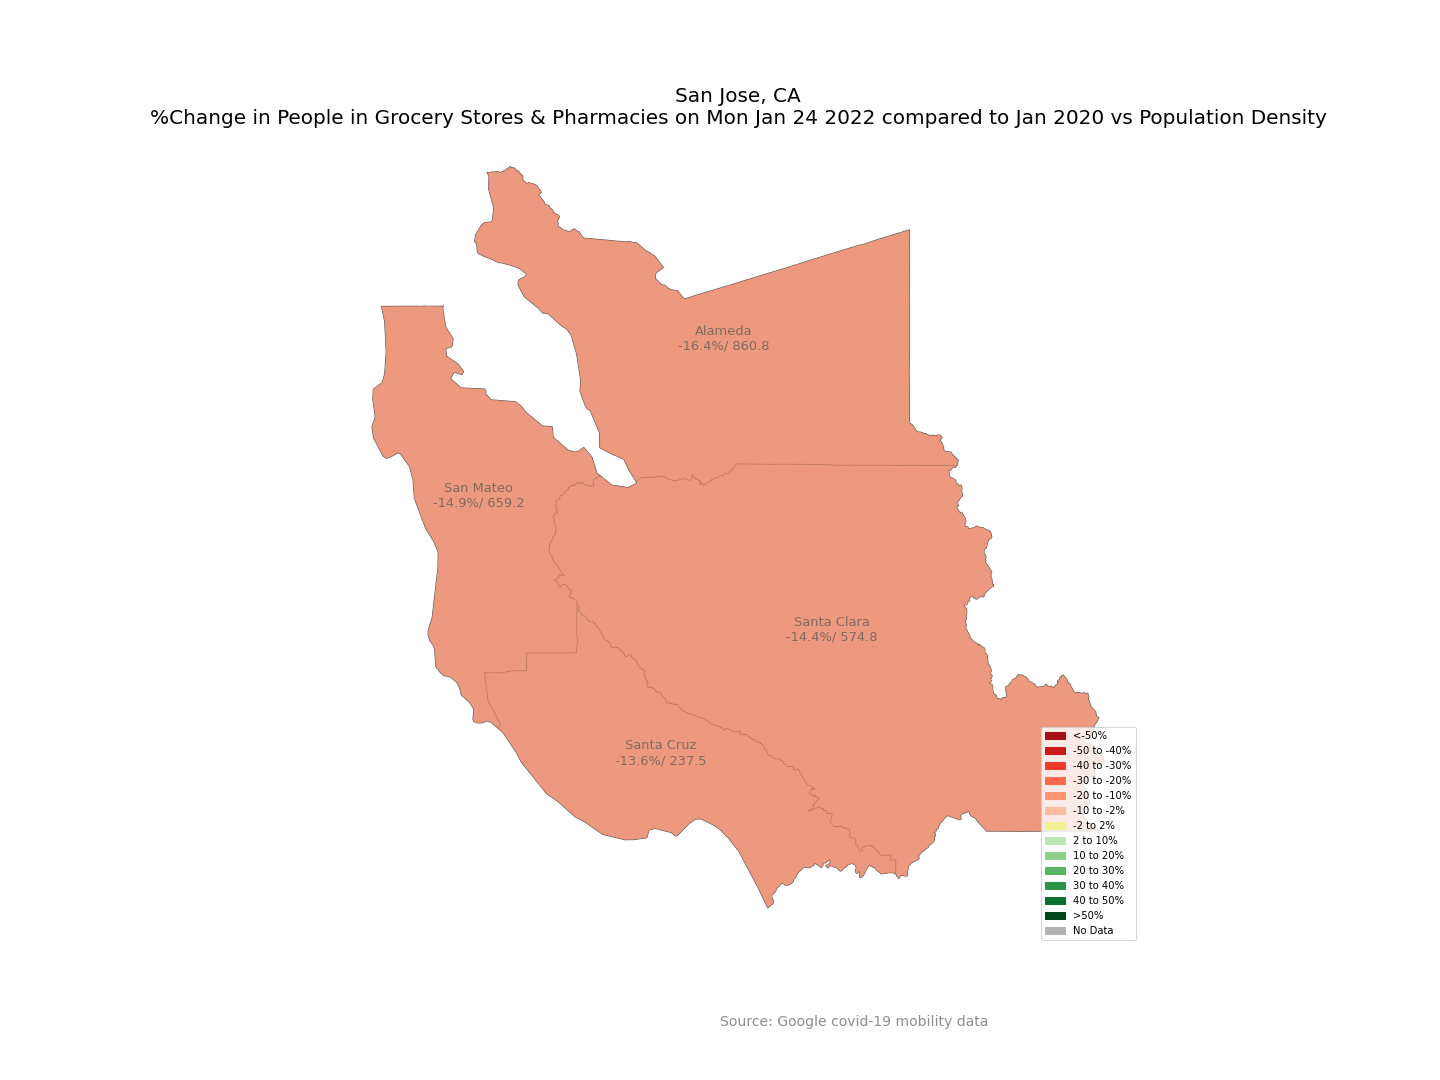 San Jose, CA
%Change in People in Grocery Stores & Pharmacies on Mon Jan 24 2022 compared to Jan 2020 vs Population Density
Alameda
-16.4%/ 860.8
San Mateo
-14.9%/ 659.2
Santa Clara
-14.4%/ 574.8
Santa Cruz
-13.6%/ 237.5
<-50%
-50 to -40%
-40 to -30%
-30 to -20%
-20 to -10%
-10 to -2%
-2 to 2%
2 to 10%
10 to 20%
20 to 30%
30 to 40%
40 to 50%
>50%
No Data
Source: Google covid-19 mobility data